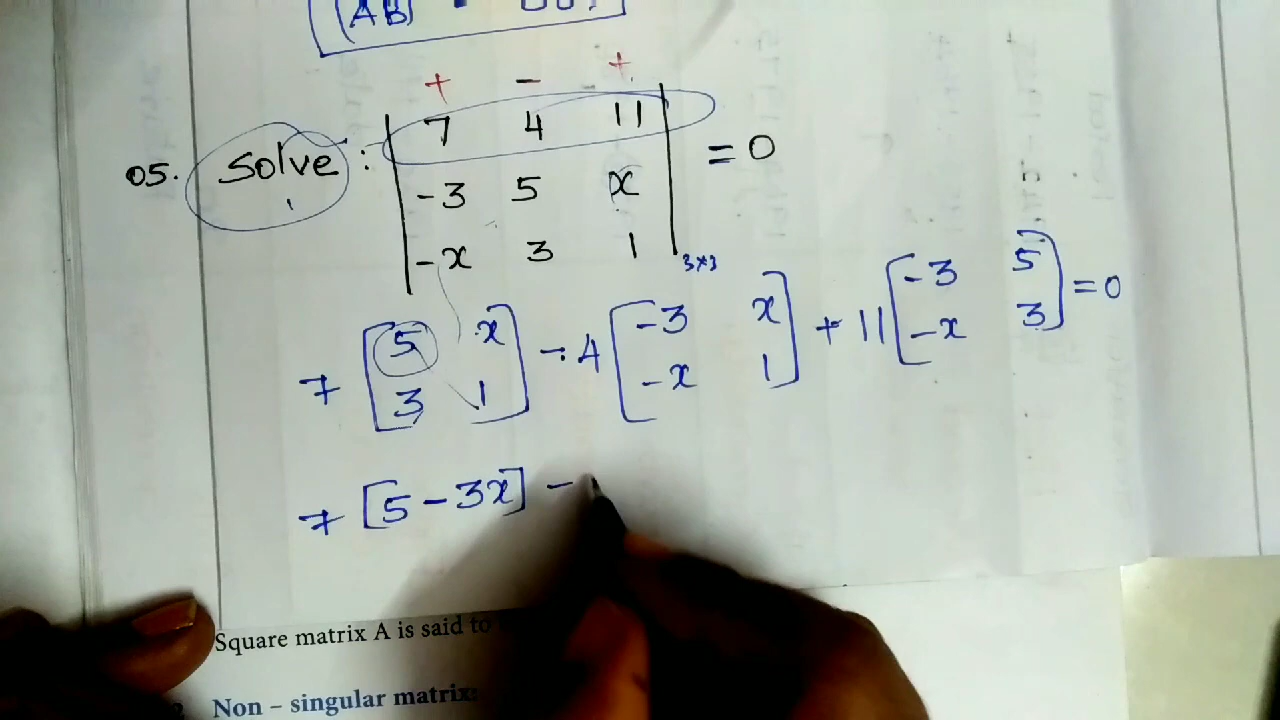 |AB| =
+ − +
05. Solve : | 7 4 11 |
| -3 5 x | = 0
| -x 3 1 | 3×3
7 [ 5 x ] - 4 [ -3 x ] + 11 [ -3 5 ] = 0
[ 3 1 ] [ -x 1 ] [ -x 3 ]
7 [5 - 3x] -
Square matrix A is said to
Non – singular matrix: